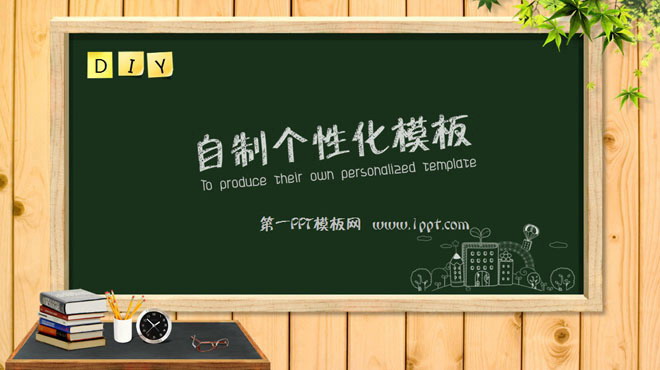 DIY
自制个性化模板
To produce their own personalized template
第一PPT模板网 www.1ppt.com